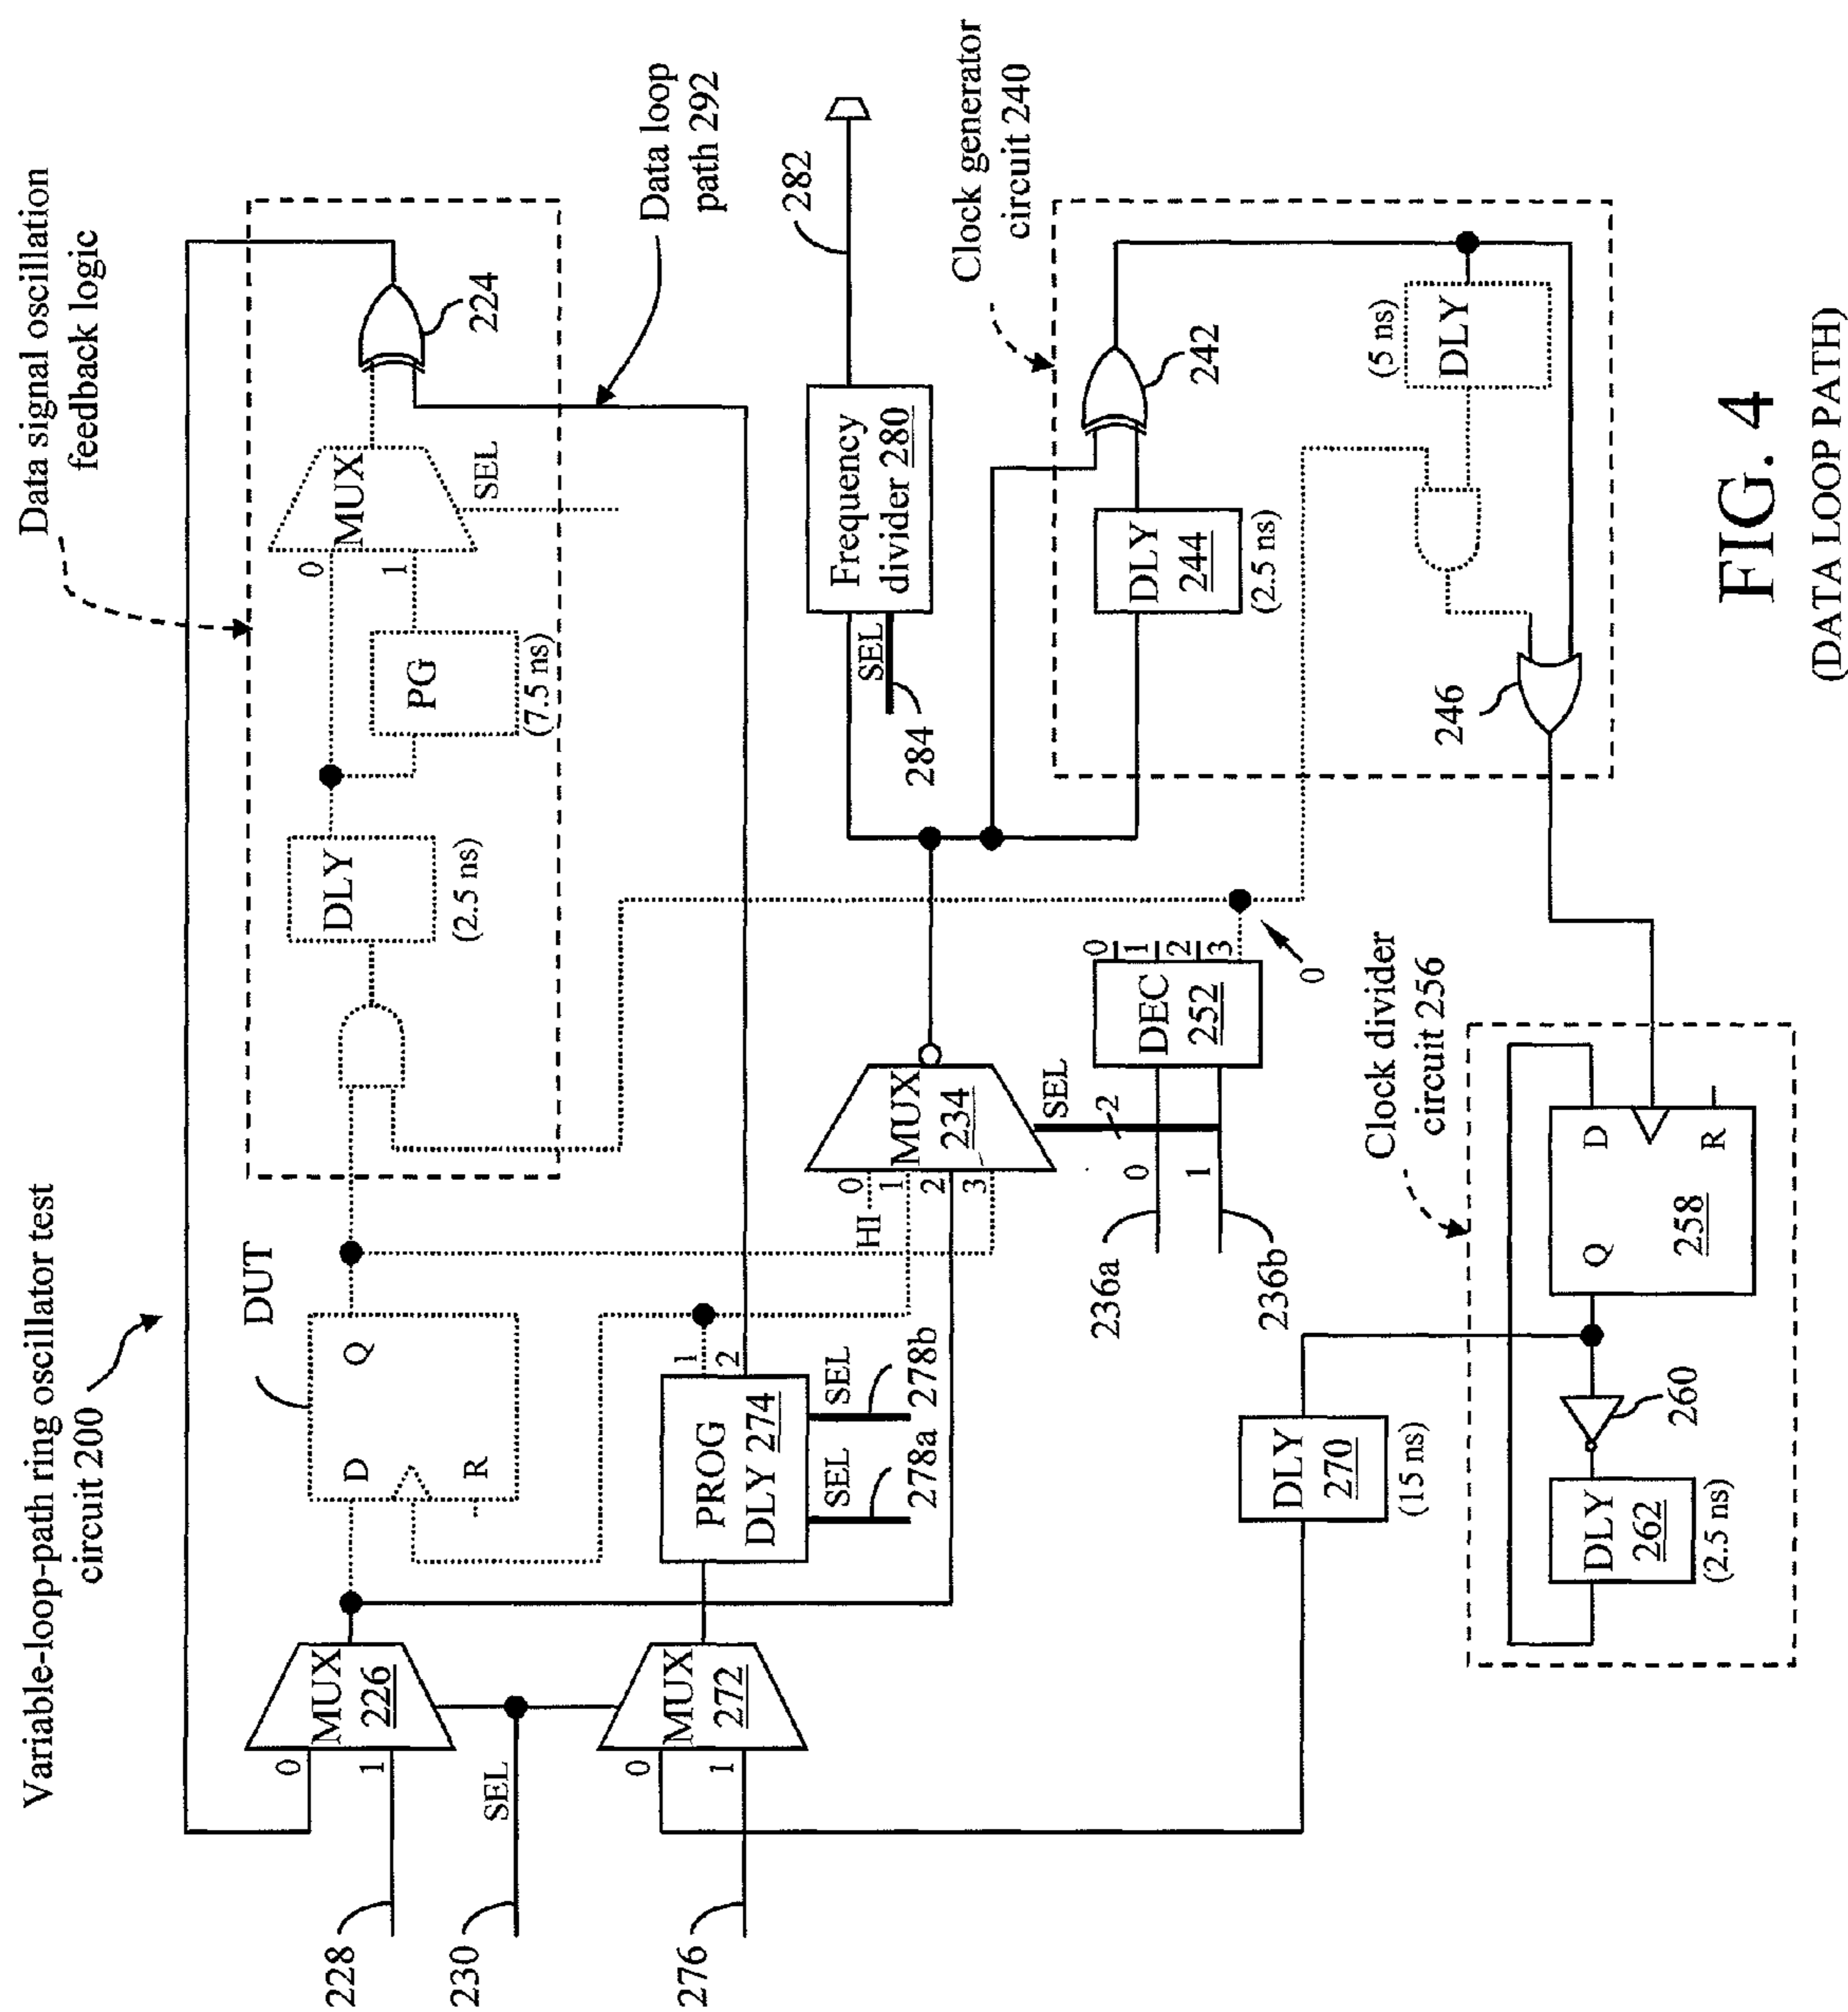 Variable-loop-path ring oscillator test
circuit 200
Data signal oscillation
feedback logic
DUT
D
Q
R
DLY
(2.5 ns)
PG
(7.5 ns)
0
1
MUX
SEL
224
Data loop
path 292
0
1
MUX
226
228
SEL
230
0
1
MUX
272
276
PROG
DLY 274
1
2
SEL
SEL
278a
278b
HI
0
1
2
3
MUX
234
SEL
2
236a
236b
0
1
DEC
252
0
1
2
3
0
Frequency
divider 280
SEL
284
282
Clock generator
circuit 240
242
DLY
244
(2.5 ns)
(5 ns)
DLY
246
DLY
270
(15 ns)
Clock divider
circuit 256
Q
D
R
258
260
DLY
262
(2.5 ns)
FIG. 4
(DATA LOOP PATH)